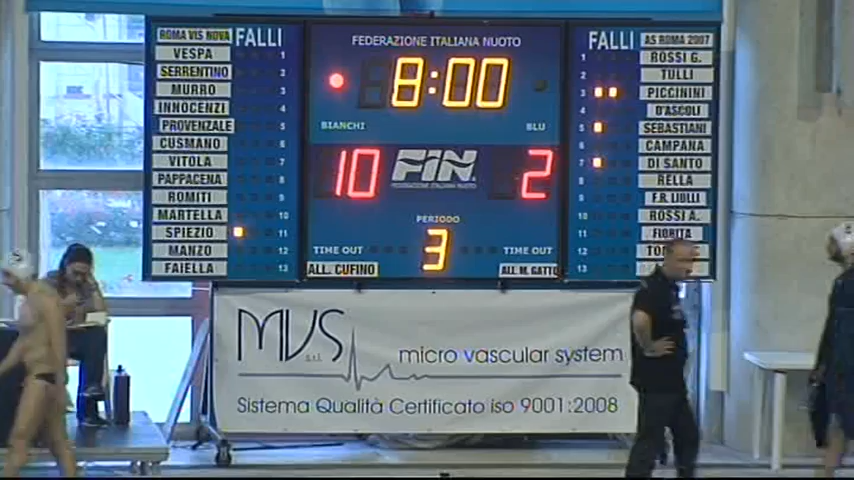 ROMA VIS NOVA FALLI
VESPA 1
SERRENTINO 2
MURRO 3
INNOCENZI 4
PROVENZALE 5
CUSMANO 6
VITOLA 7
PAPPACENA 8
ROMITI 9
MARTELLA 10
SPIEZIO 11
MANZO 12
FAIELLA 13
FEDERAZIONE ITALIANA NUOTO
8:00
BIANCHI BLU
10 FIN 2
FEDERAZIONE ITALIANA NUOTO
PERIODO
3
TIME OUT TIME OUT
ALL. CUFINO ALL. M. GATTO
FALLI AS ROMA 2007
1 ROSSI G.
2 TULLI
3 PICCININI
4 D'ASCOLI
5 SEBASTIANI
6 CAMPANA
7 DI SANTO
8 RELLA
9 F.R. LIJOLLI
10 ROSSI A.
11 FIORITA
12
13
MVS s.r.l. micro vascular system
Sistema Qualità Certificato iso 9001:2008